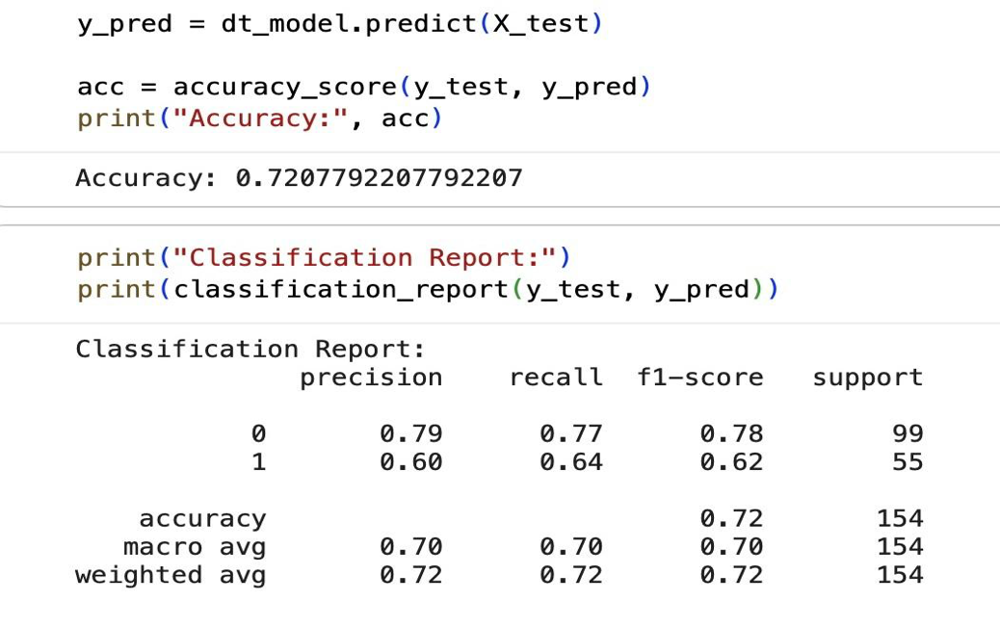 y_pred = dt_model.predict(X_test)
acc = accuracy_score(y_test, y_pred)
print("Accuracy:", acc)
Accuracy: 0.7207792207792207
print("Classification Report:")
print(classification_report(y_test, y_pred))
Classification Report:
precision recall f1-score support
0 0.79 0.77 0.78 99
1 0.60 0.64 0.62 55
accuracy 0.72 154
macro avg 0.70 0.70 0.70 154
weighted avg 0.72 0.72 0.72 154